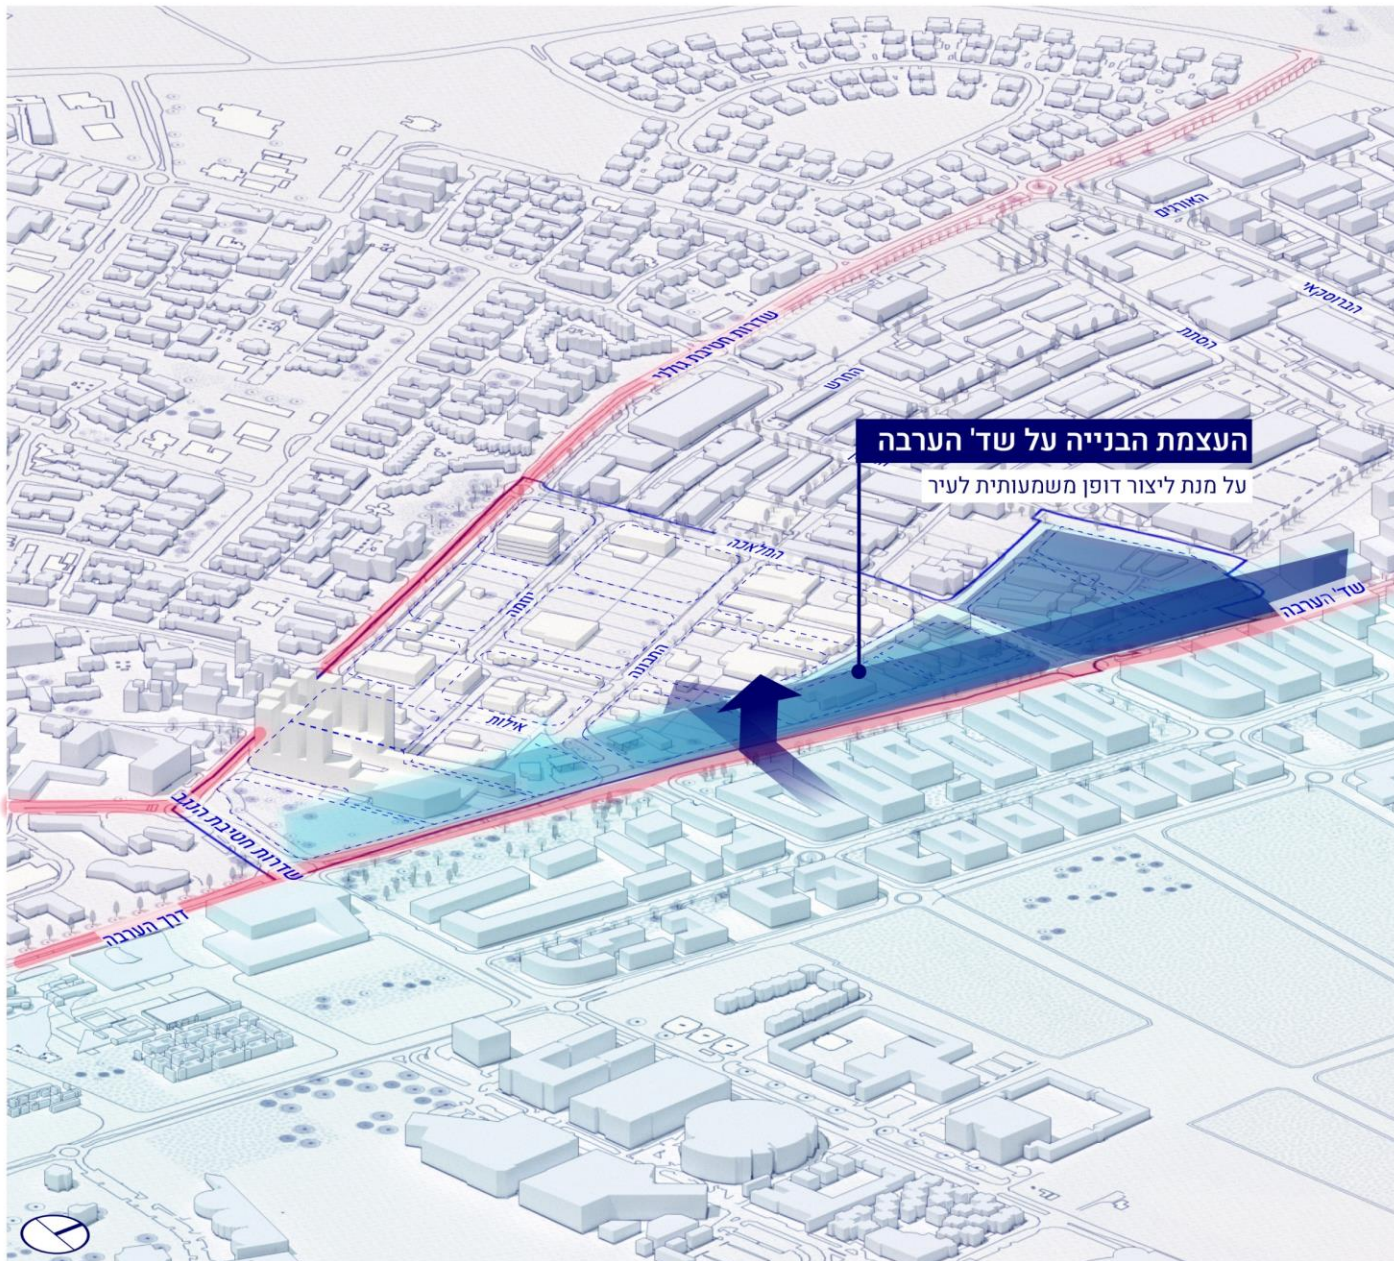 האורגים
הברוסקאי
הסתת
שדרות חטיבת גולני
החרש
העצמת הבנייה על שד' הערבה
על מנת ליצור דופן משמעותית לעיר
המלאכה
יוזמה
שד' הערבה
התבונה
אילות
שדרות חטיבת הנגב
דרך הערבה